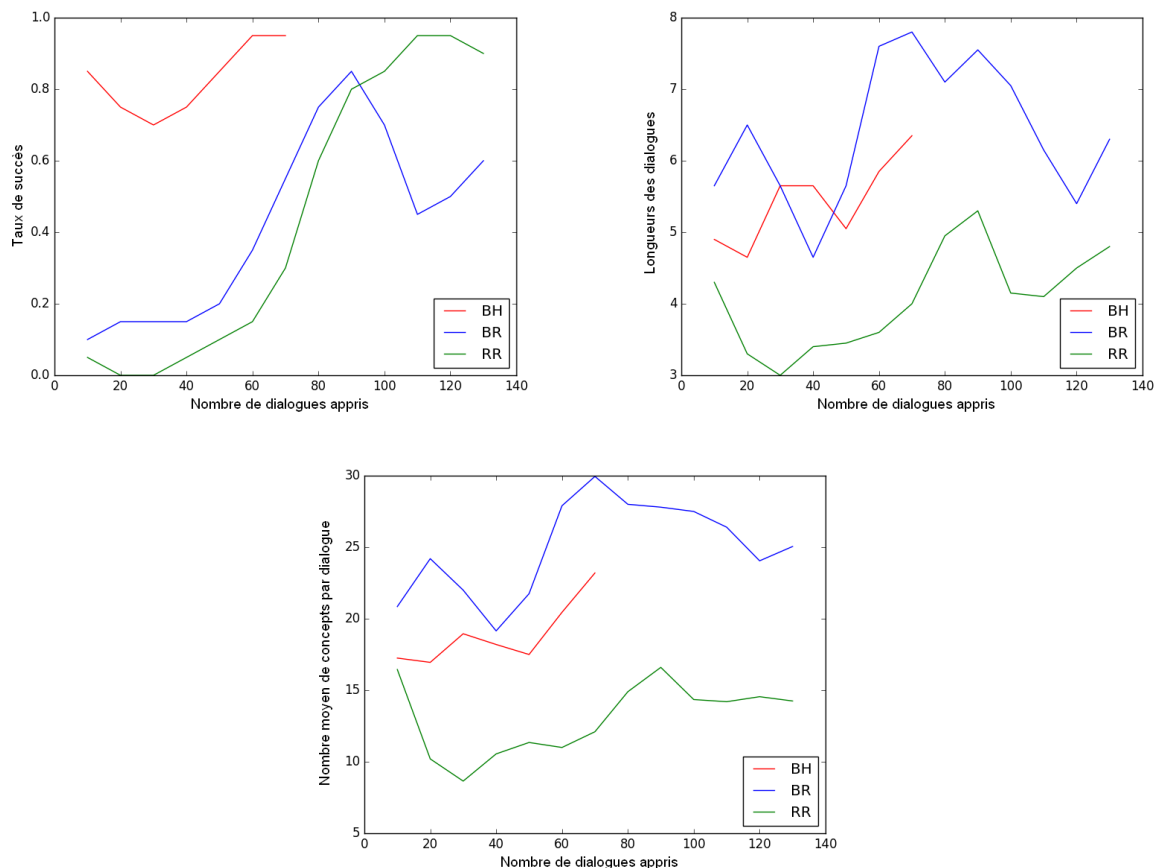 1.0
0.8
0.6
0.4
0.2
0.0
Taux de succès
0 20 40 60 80 100 120 140
Nombre de dialogues appris
BH
BR
RR
8
7
6
5
4
3
Longueurs des dialogues
0 20 40 60 80 100 120 140
Nombre de dialogues appris
BH
BR
RR
30
25
20
15
10
5
Nombre moyen de concepts par dialogue
0 20 40 60 80 100 120 140
Nombre de dialogues appris
BH
BR
RR